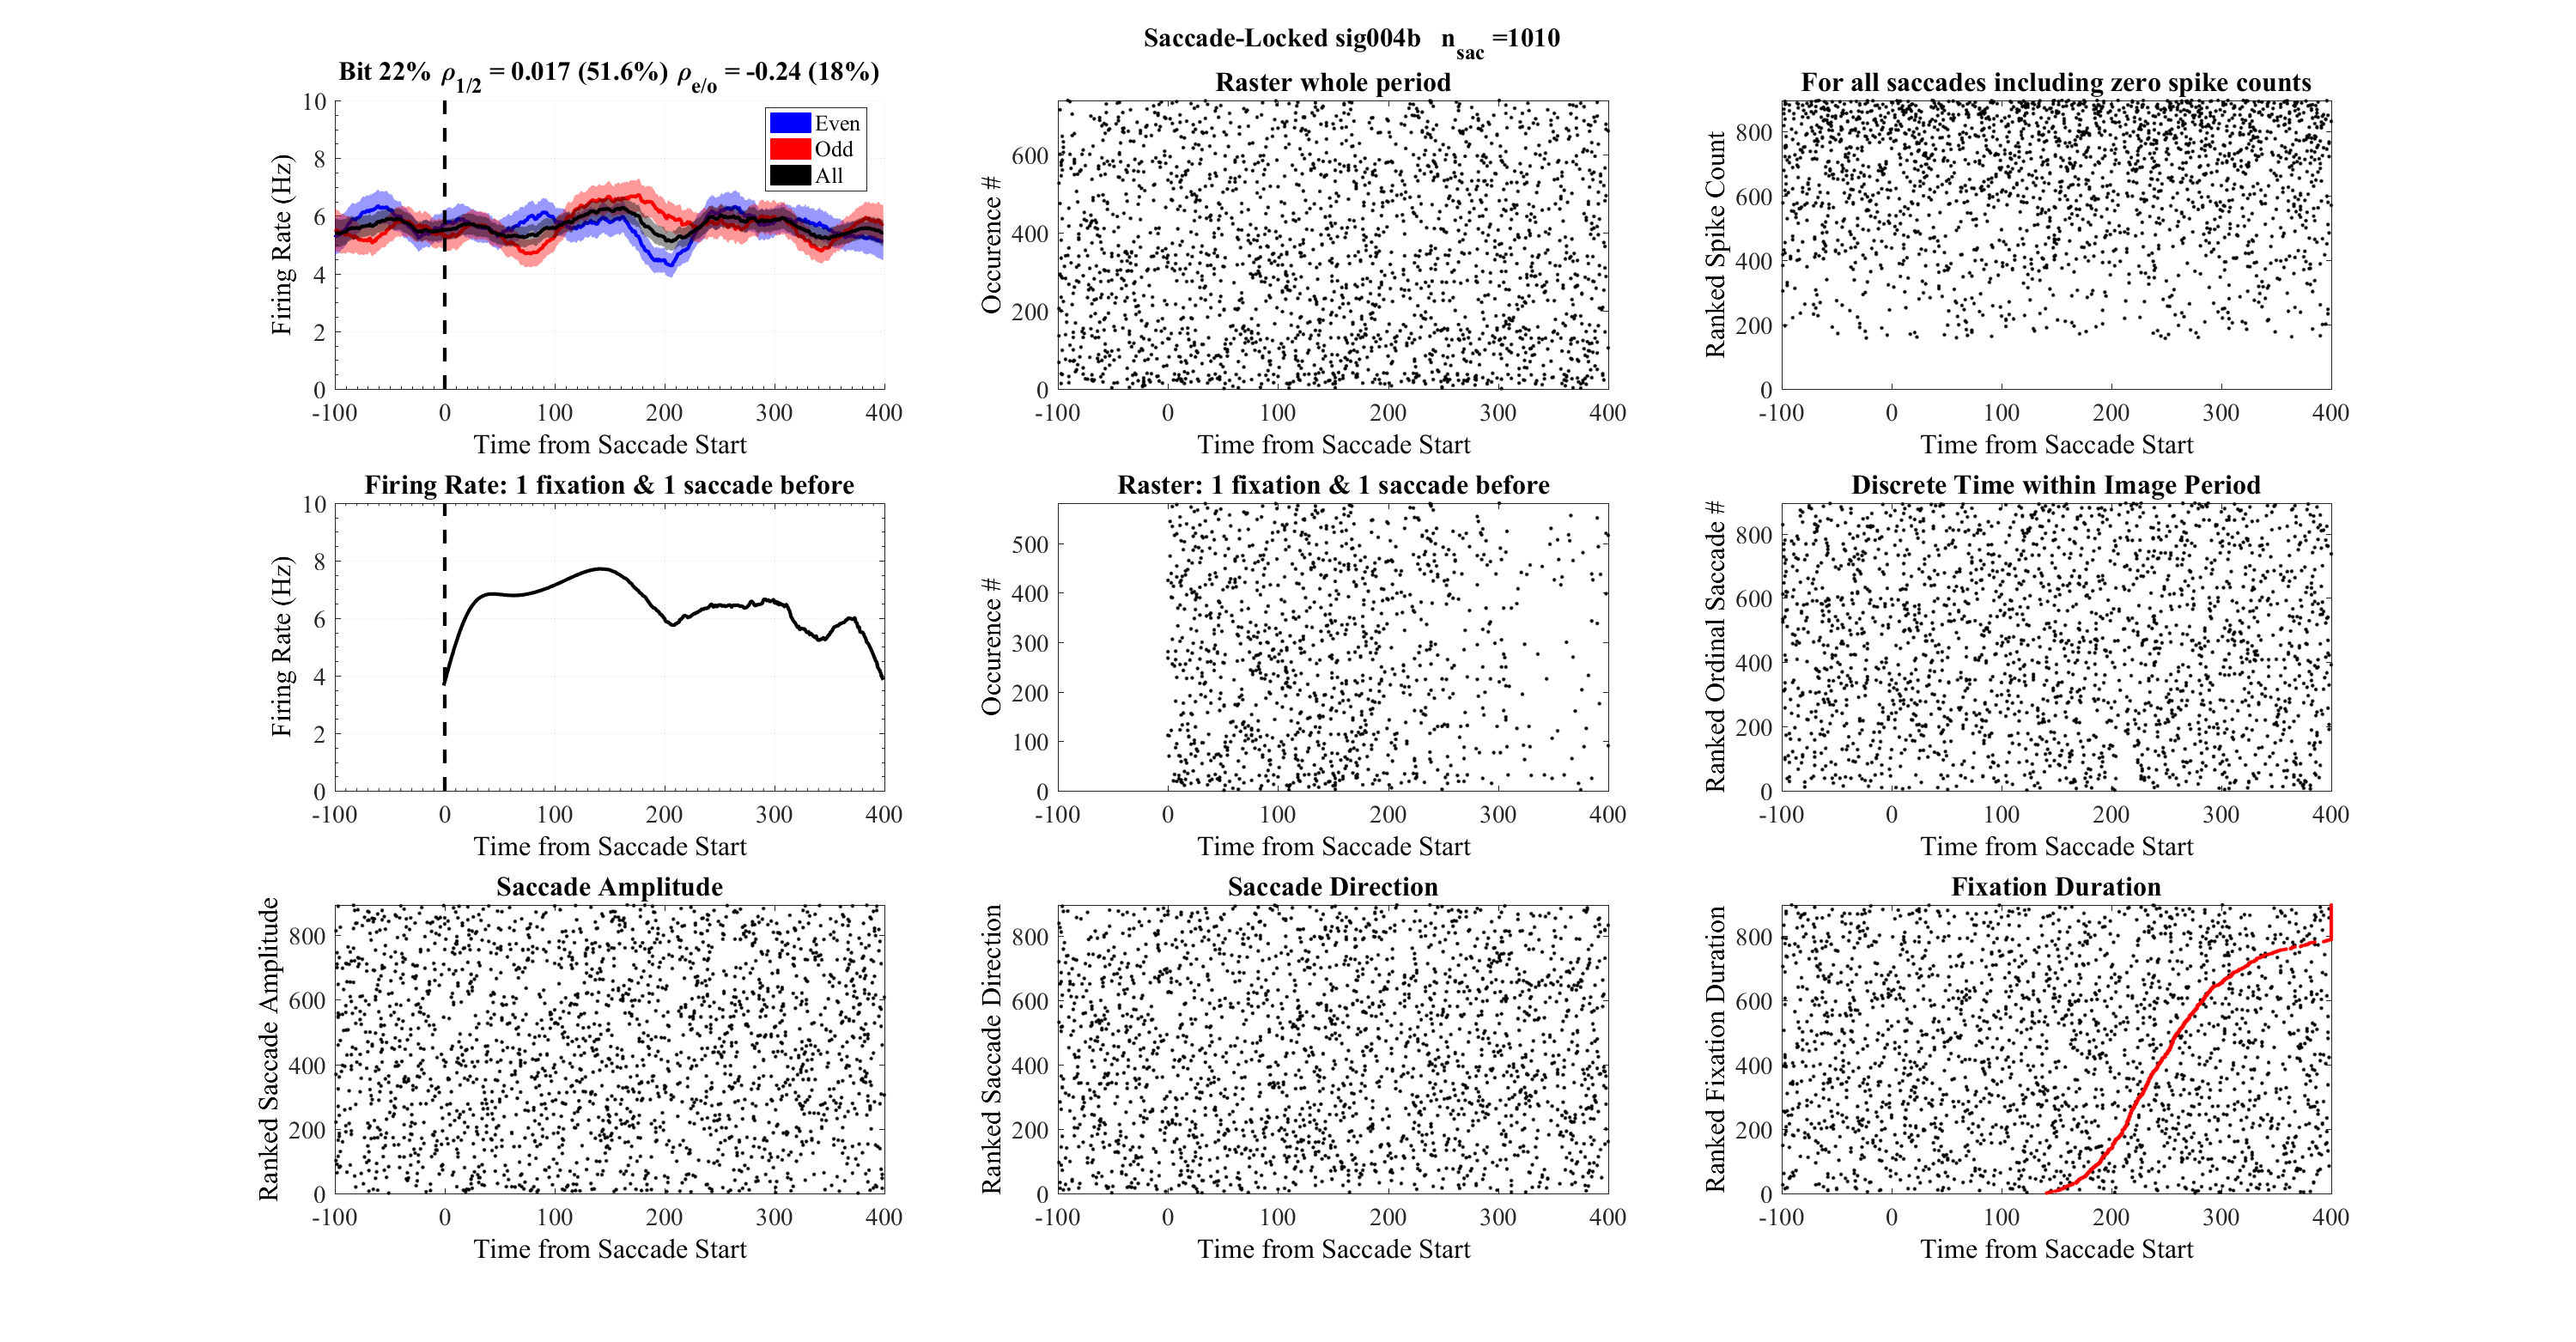 Saccade-Locked sig004b n_sac =1010
Bit 22% ρ_1/2 = 0.017 (51.6%) ρ_e/o = -0.24 (18%)
10
8
6
4
2
0
Firing Rate (Hz)
Even
Odd
All
-100 0 100 200 300 400
Time from Saccade Start
Raster whole period
600
400
200
0
Occurence #
-100 0 100 200 300 400
Time from Saccade Start
For all saccades including zero spike counts
800
600
400
200
0
Ranked Spike Count
-100 0 100 200 300 400
Time from Saccade Start
Firing Rate: 1 fixation & 1 saccade before
10
8
6
4
2
0
Firing Rate (Hz)
-100 0 100 200 300 400
Time from Saccade Start
Raster: 1 fixation & 1 saccade before
500
400
300
200
100
0
Occurence #
-100 0 100 200 300 400
Time from Saccade Start
Discrete Time within Image Period
800
600
400
200
0
Ranked Ordinal Saccade #
-100 0 100 200 300 400
Time from Saccade Start
Saccade Amplitude
800
600
400
200
0
Ranked Saccade Amplitude
-100 0 100 200 300 400
Time from Saccade Start
Saccade Direction
800
600
400
200
0
Ranked Saccade Direction
-100 0 100 200 300 400
Time from Saccade Start
Fixation Duration
800
600
400
200
0
Ranked Fixation Duration
-100 0 100 200 300 400
Time from Saccade Start